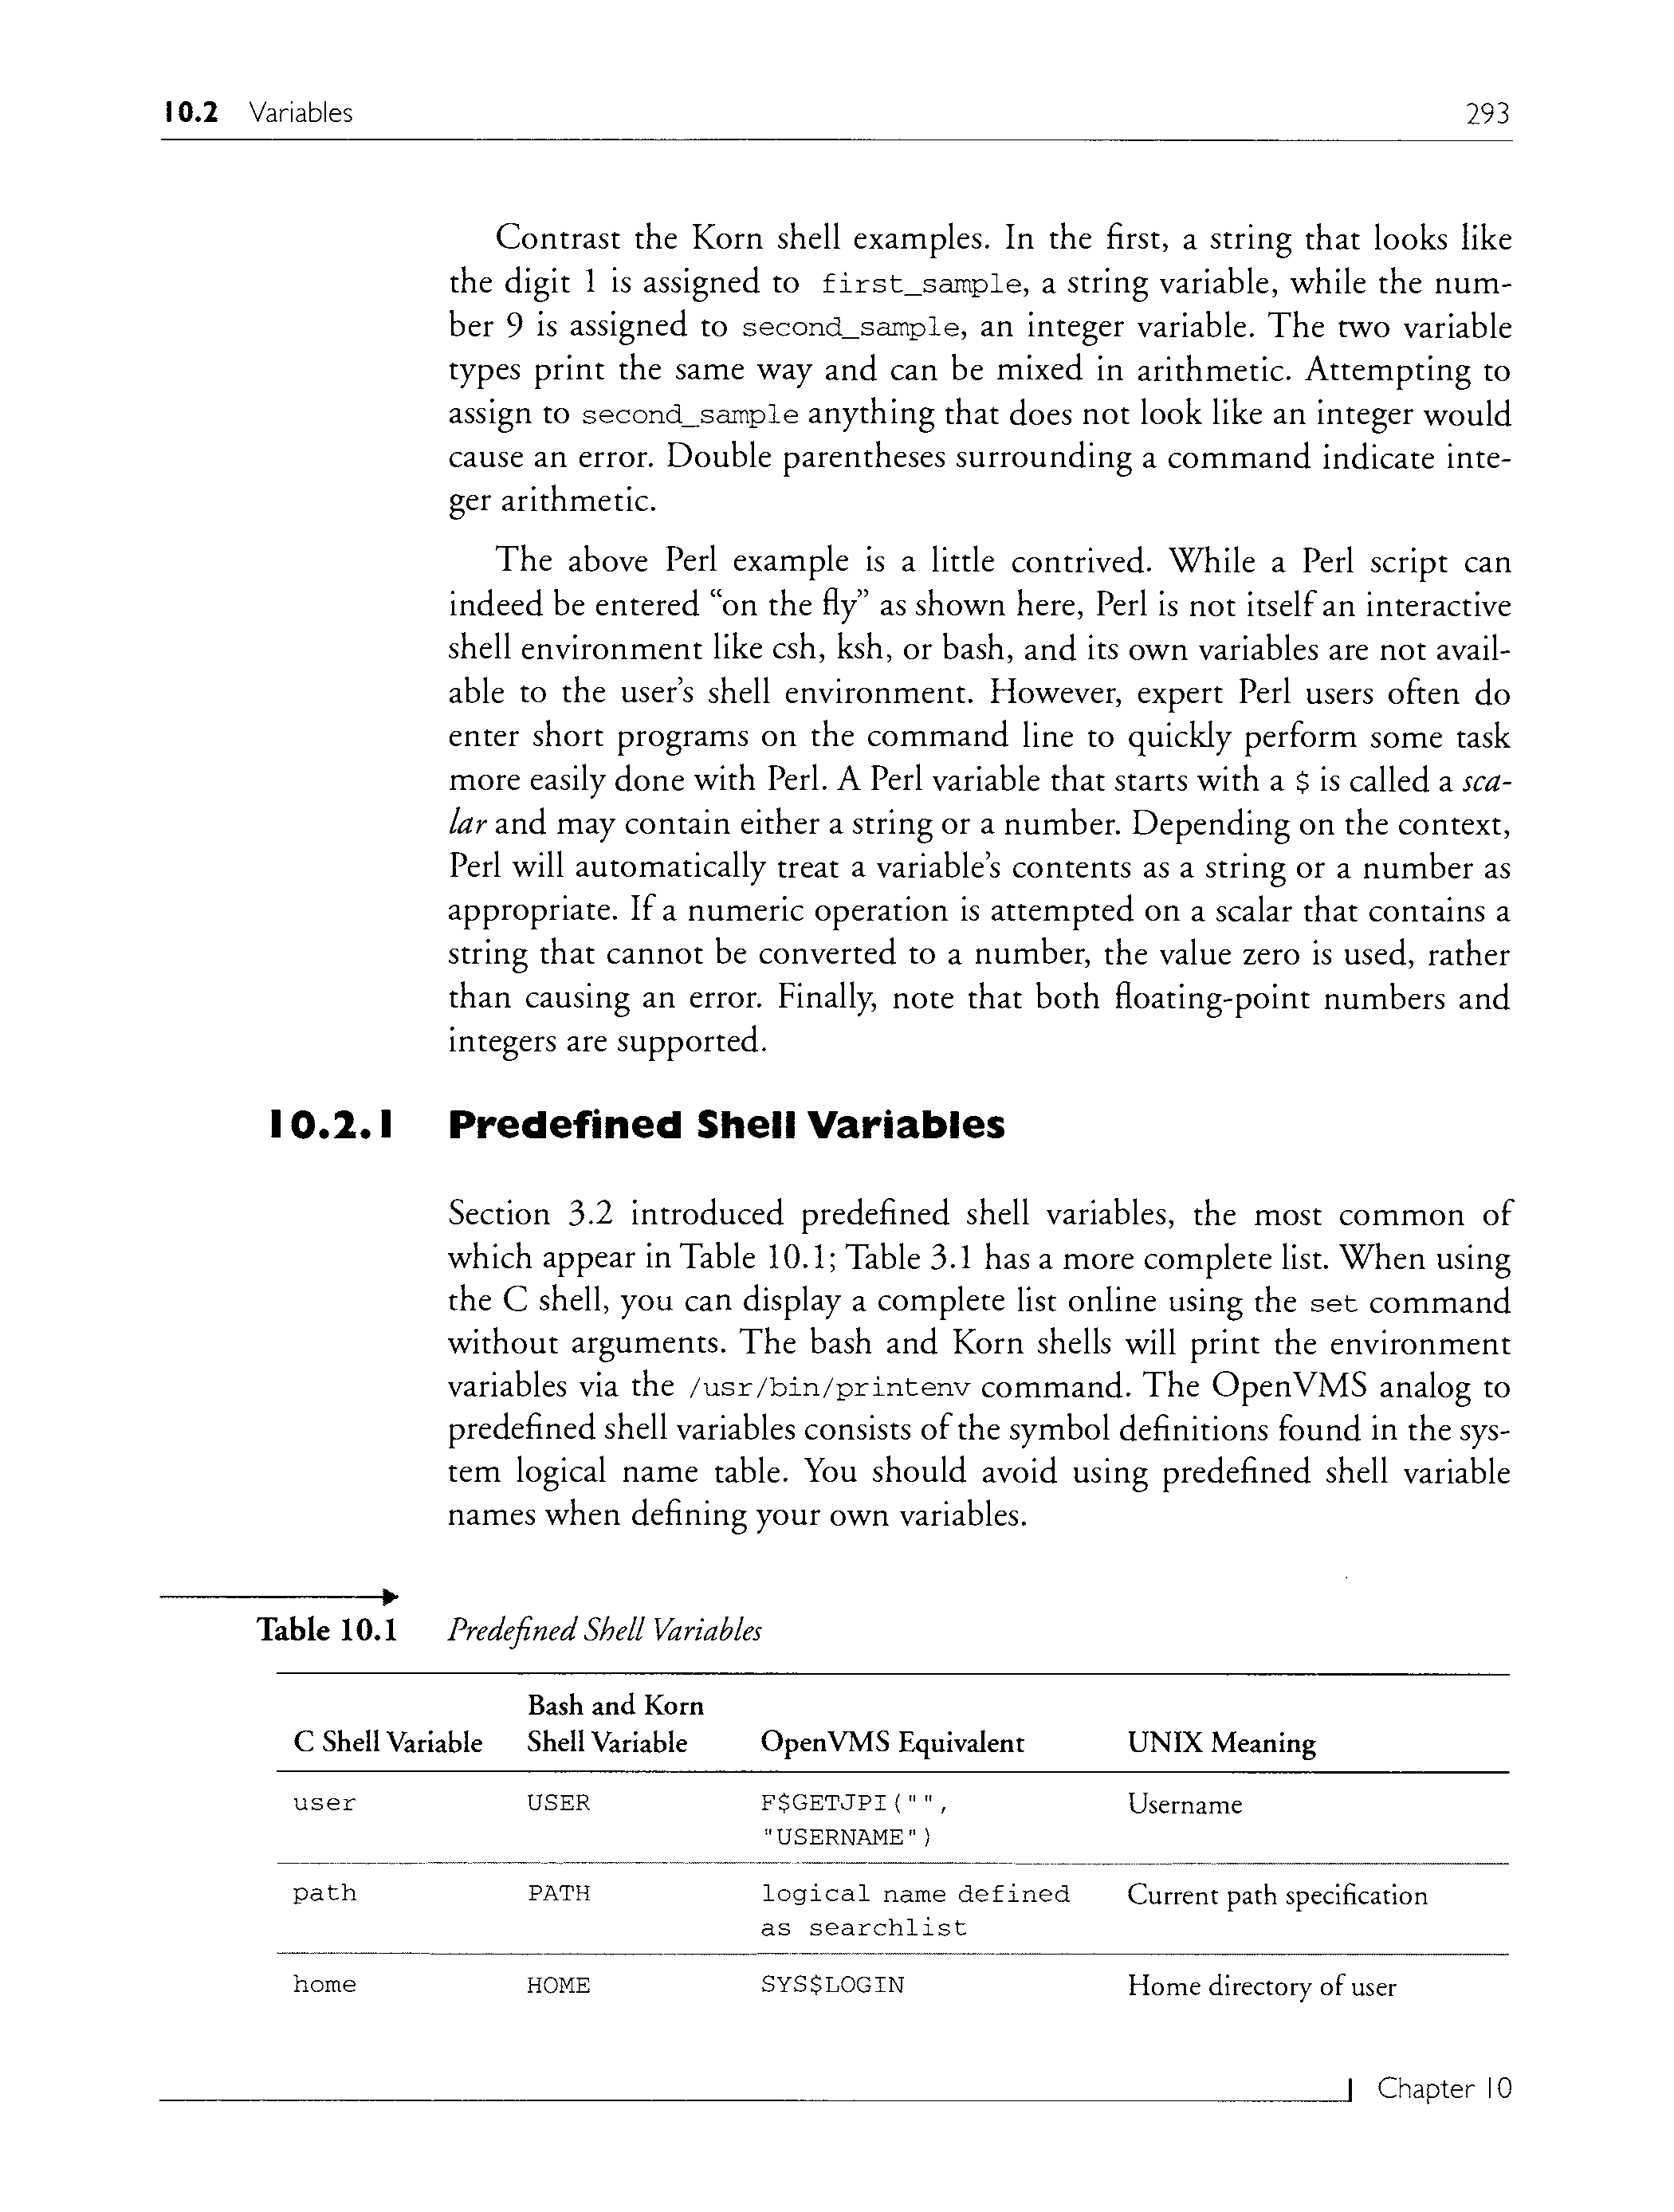 10.2 Variables 293
Contrast the Korn shell examples. In the first, a string that looks like
the digit 1 is assigned to first_sample, a string variable, while the num-
ber 9 is assigned to second_sample, an integer variable. The two variable
types print the same way and can be mixed in arithmetic. Attempting to
assign to second_sample anything that does not look like an integer would
cause an error. Double parentheses surrounding a command indicate inte-
ger arithmetic.
The above Perl example is a little contrived. While a Perl script can
indeed be entered “on the fly” as shown here, Perl is not itself an interactive
shell environment like csh, ksh, or bash, and its own variables are not avail-
able to the user’s shell environment. However, expert Perl users often do
enter short programs on the command line to quickly perform some task
more easily done with Perl. A Perl variable that starts with a $ is called a sca-
lar and may contain either a string or a number. Depending on the context,
Perl will automatically treat a variable’s contents as a string or a number as
appropriate. If a numeric operation is attempted on a scalar that contains a
string that cannot be converted to a number, the value zero is used, rather
than causing an error. Finally, note that both floating-point numbers and
integers are supported.
10.2.1 Predefined Shell Variables
Section 3.2 introduced predefined shell variables, the most common of
which appear in Table 10.1; Table 3.1 has a more complete list. When using
the C shell, you can display a complete list online using the set command
without arguments. The bash and Korn shells will print the environment
variables via the /usr/bin/printenv command. The OpenVMS analog to
predefined shell variables consists of the symbol definitions found in the sys-
tem logical name table. You should avoid using predefined shell variable
names when defining your own variables.
Table 10.1 Predefined Shell Variables
Bash and Korn
C Shell Variable Shell Variable OpenVMS Equivalent UNIX Meaning
user USER F$GETJPI("", Username
"USERNAME")
path PATH logical name defined Current path specification
as searchlist
home HOME SYS$LOGIN Home directory of user
Chapter 10